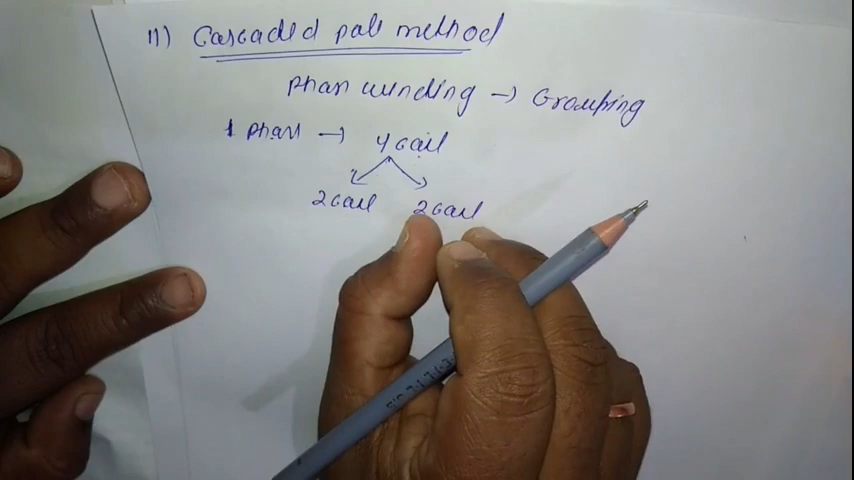 11) Cascaded pole method
Phase winding → Grouping
1 phase → 4 Coil
2 Coil 2 Coil